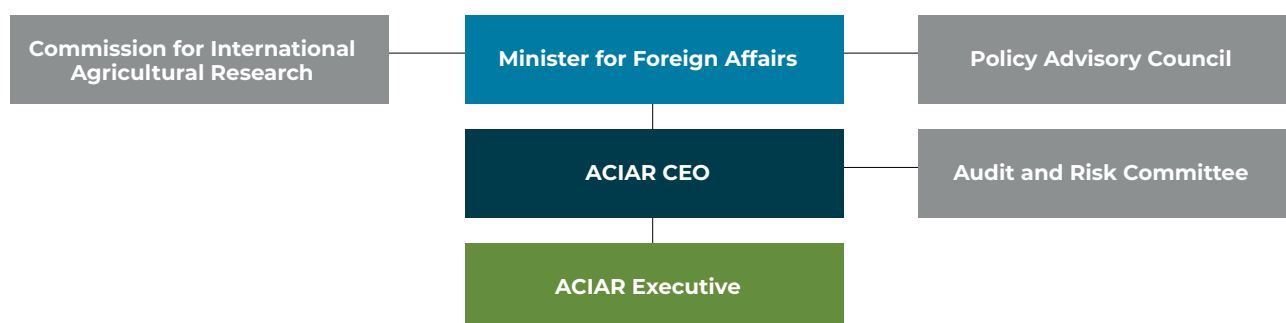 Commission for International
Agricultural Research
Minister for Foreign Affairs
Policy Advisory Council
ACIAR CEO
Audit and Risk Committee
ACIAR Executive